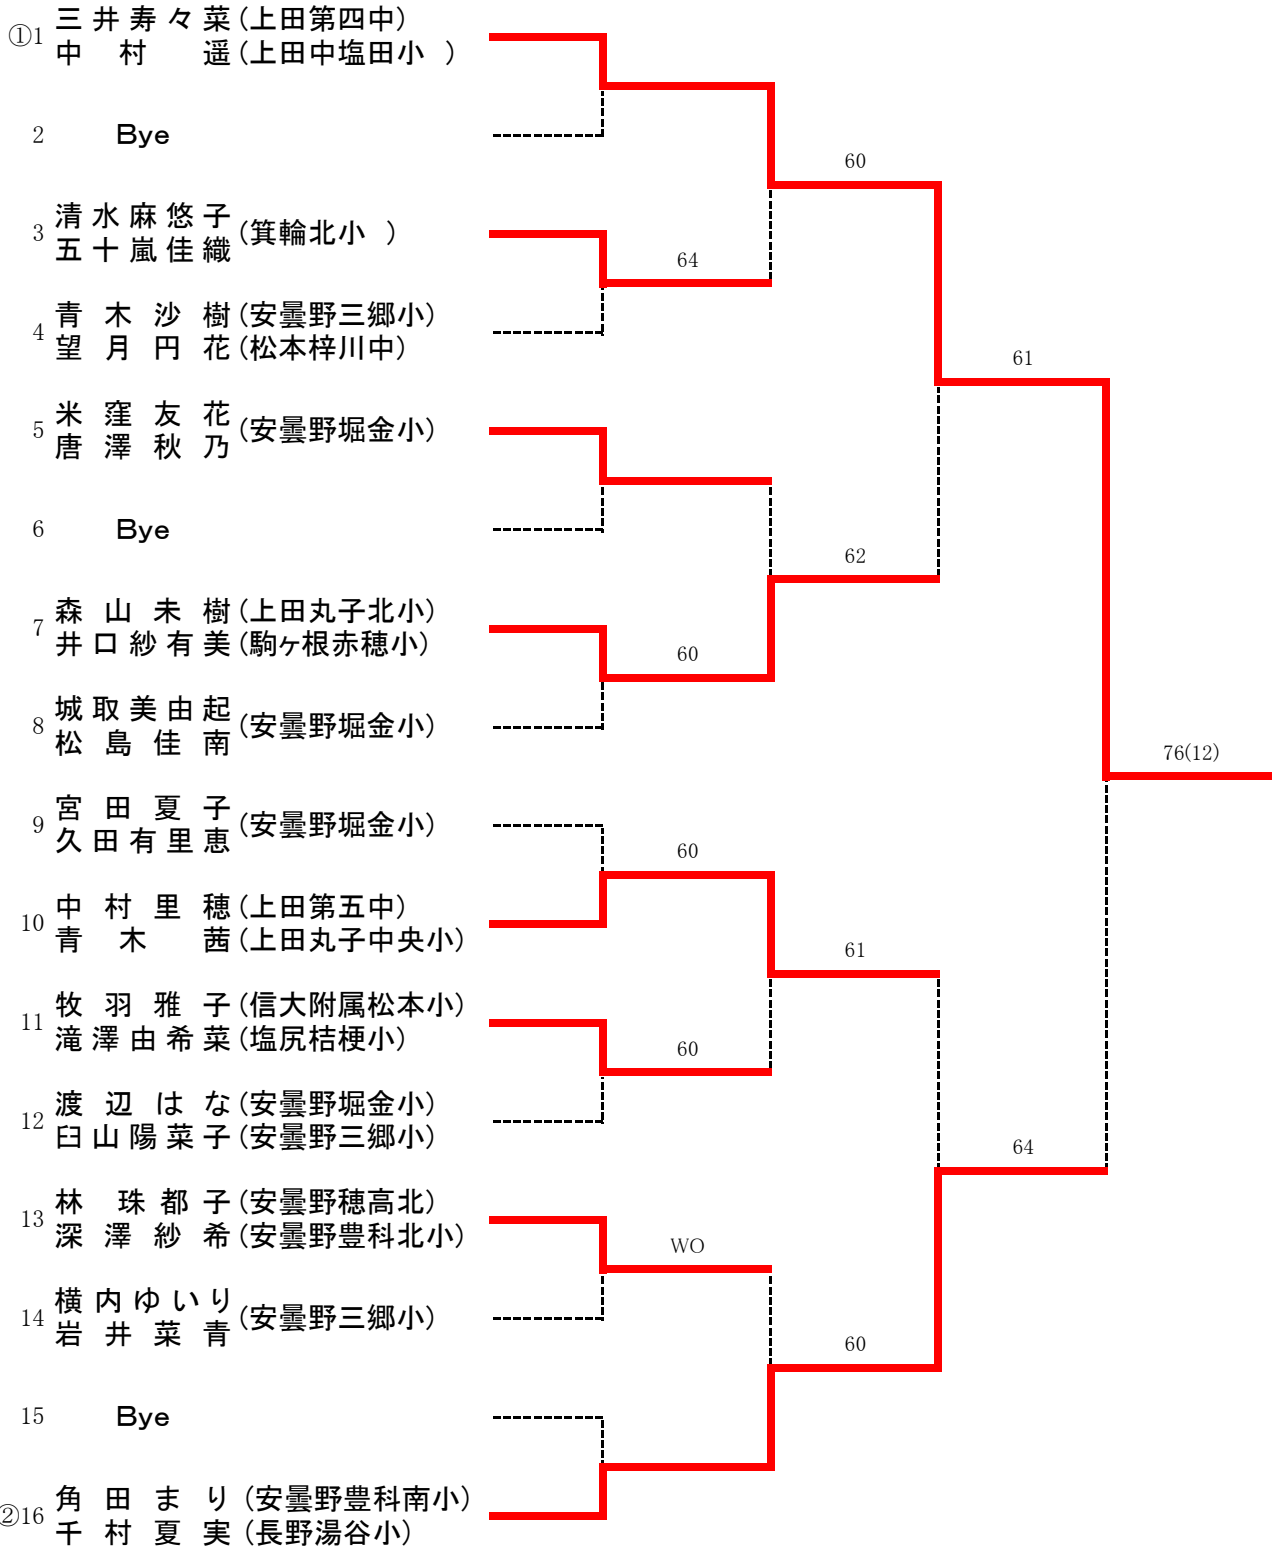 ①1 三井寿々菜(上田第四中)
中村遥(上田中塩田小 )
2 Bye
60
3 清水麻悠子
五十嵐佳織
(箕輪北小 )
64
4 青木沙樹(安曇野三郷小)
望月円花(松本梓川中)
61
5 米窪友花
唐澤秋乃
(安曇野堀金小)
6 Bye
62
7 森山未樹(上田丸子北小)
井口紗有美(駒ヶ根赤穂小)
60
8 城取美由起
松島佳南
(安曇野堀金小)
76(12)
9 宮田夏子
久田有里恵
(安曇野堀金小)
60
10 中村里穂(上田第五中)
青木茜(上田丸子中央小)
61
11 牧羽雅子(信大附属松本小)
滝澤由希菜(塩尻桔梗小)
60
12 渡辺はな(安曇野堀金小)
臼山陽菜子(安曇野三郷小)
64
13 林珠都子(安曇野穂高北)
深澤紗希(安曇野豊科北小)
WO
14 横内ゆいり
岩井菜青
(安曇野三郷小)
60
15 Bye
②16 角田まり(安曇野豊科南小)
千村夏実(長野湯谷小)